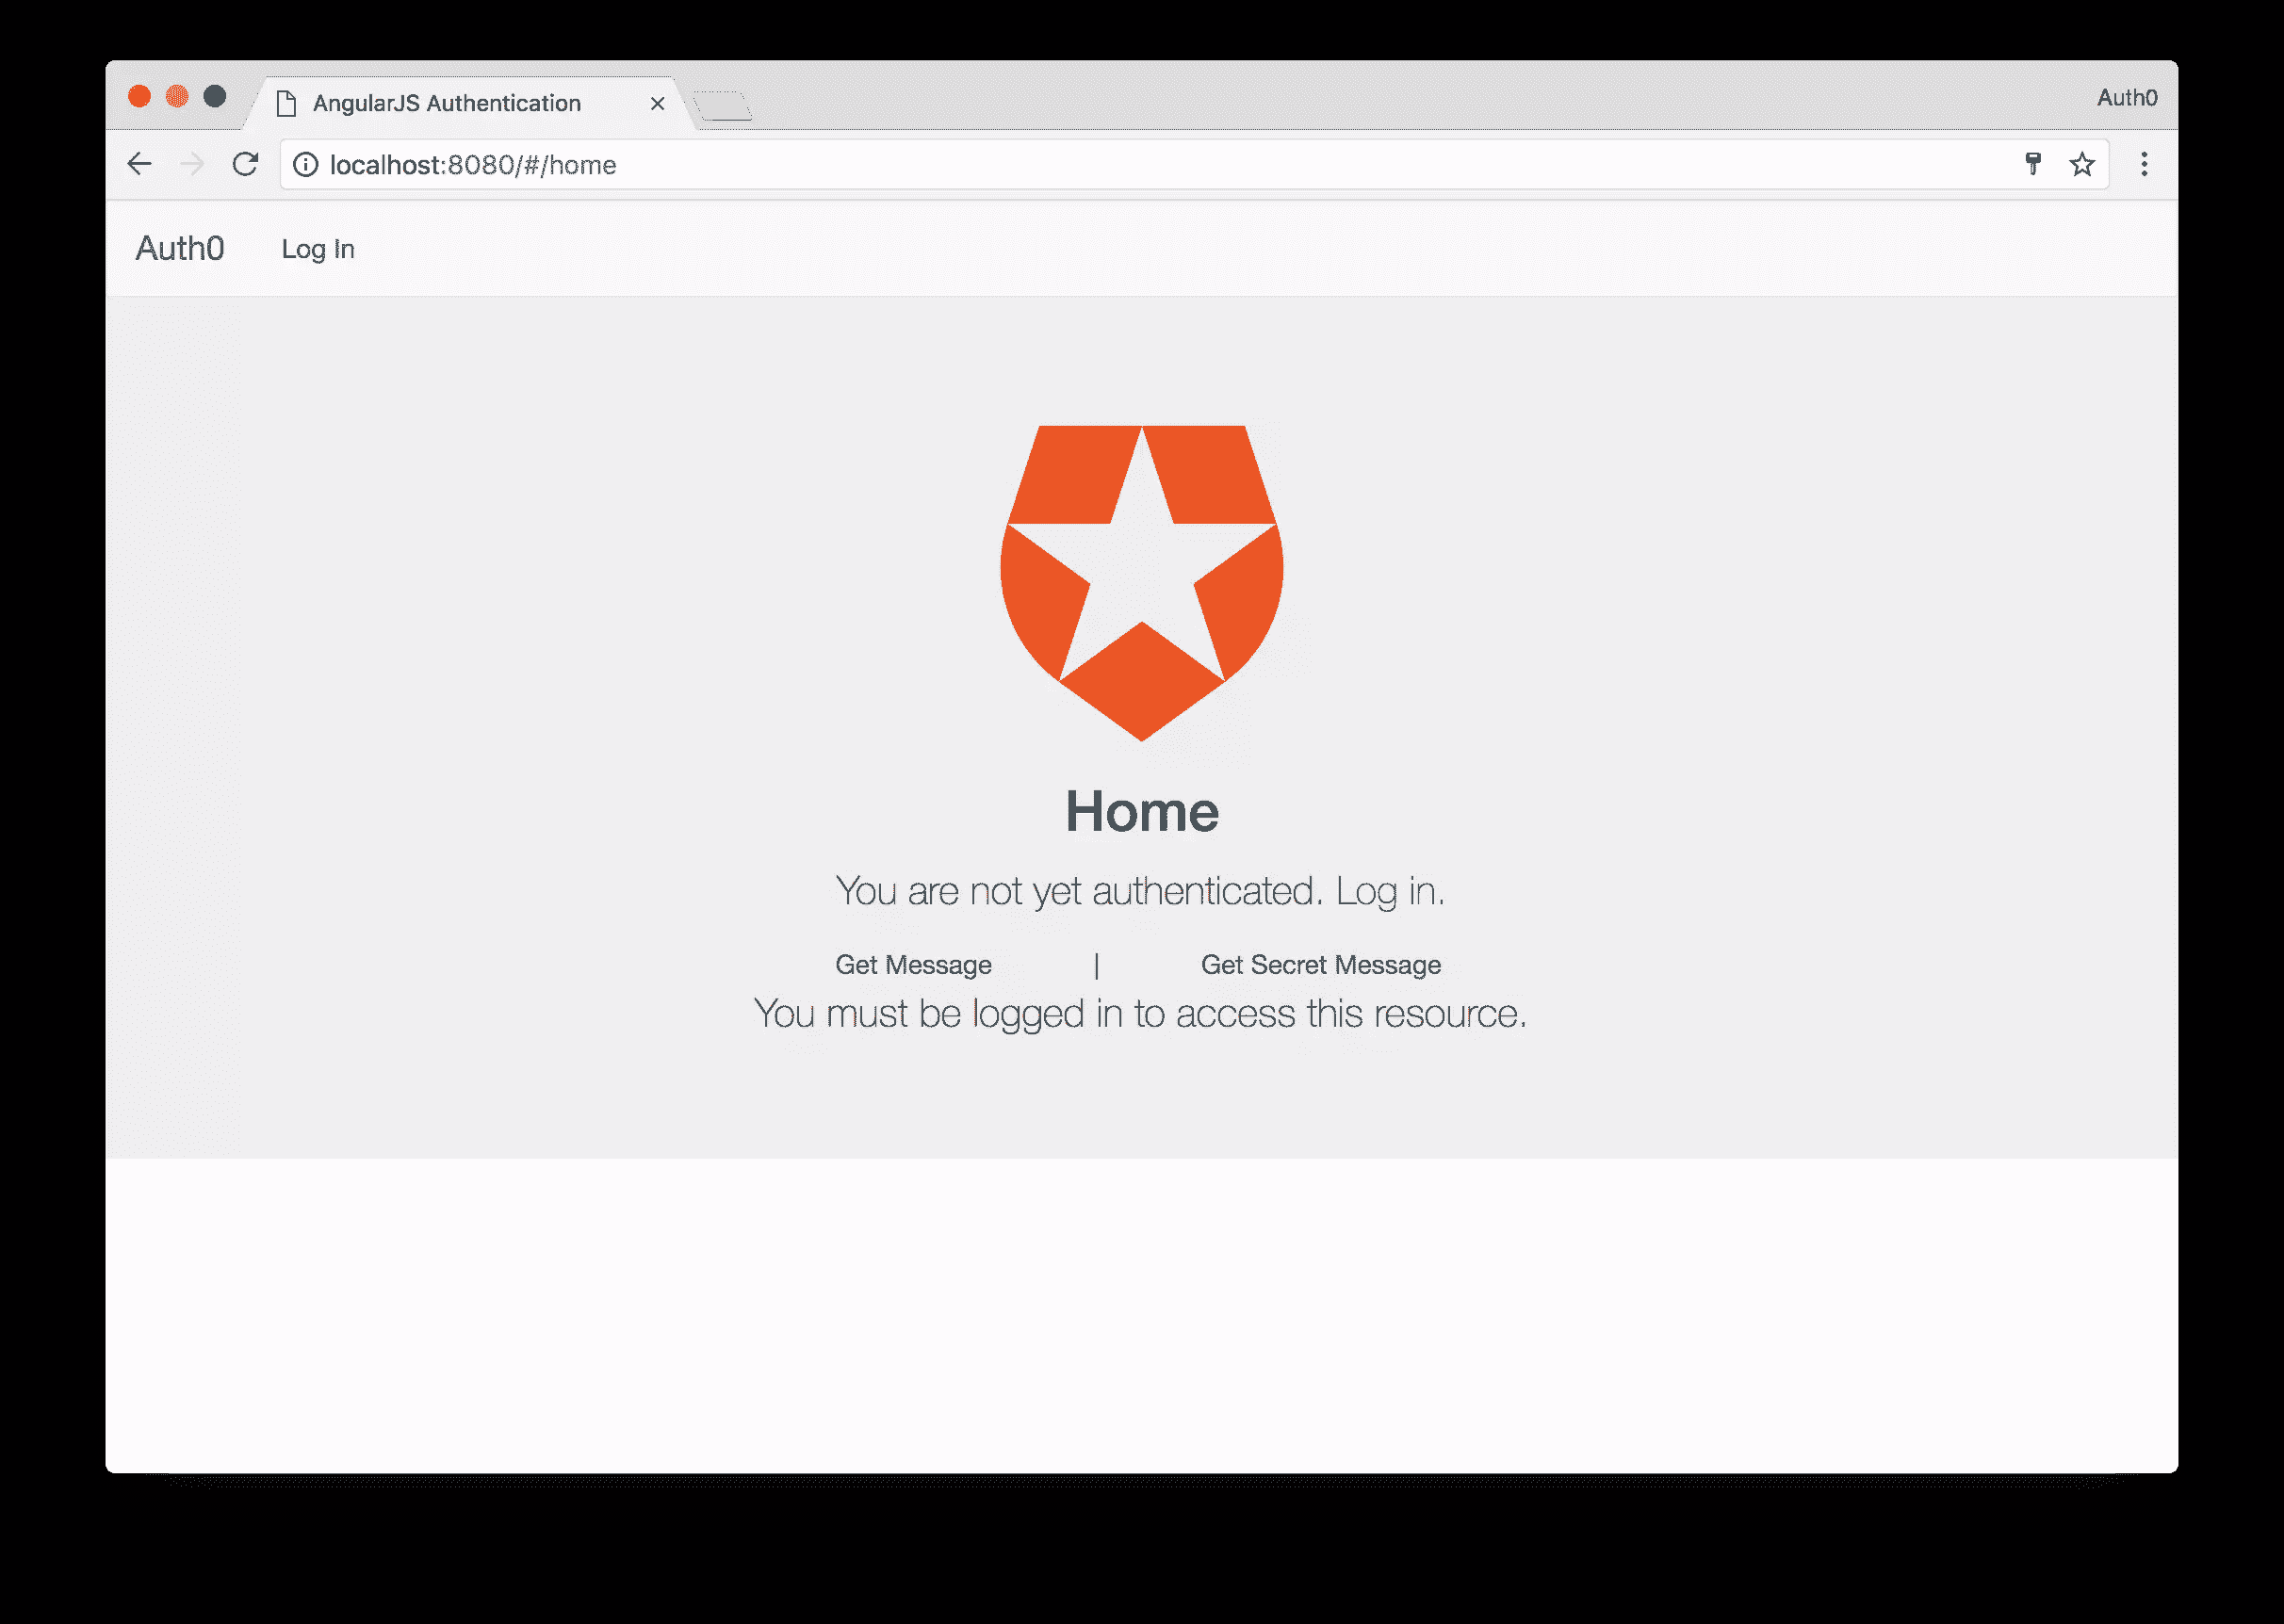 AngularJS Authentication
Auth0
localhost:8080/#/home
Auth0 Log In
Home
You are not yet authenticated. Log in.
Get Message | Get Secret Message
You must be logged in to access this resource.